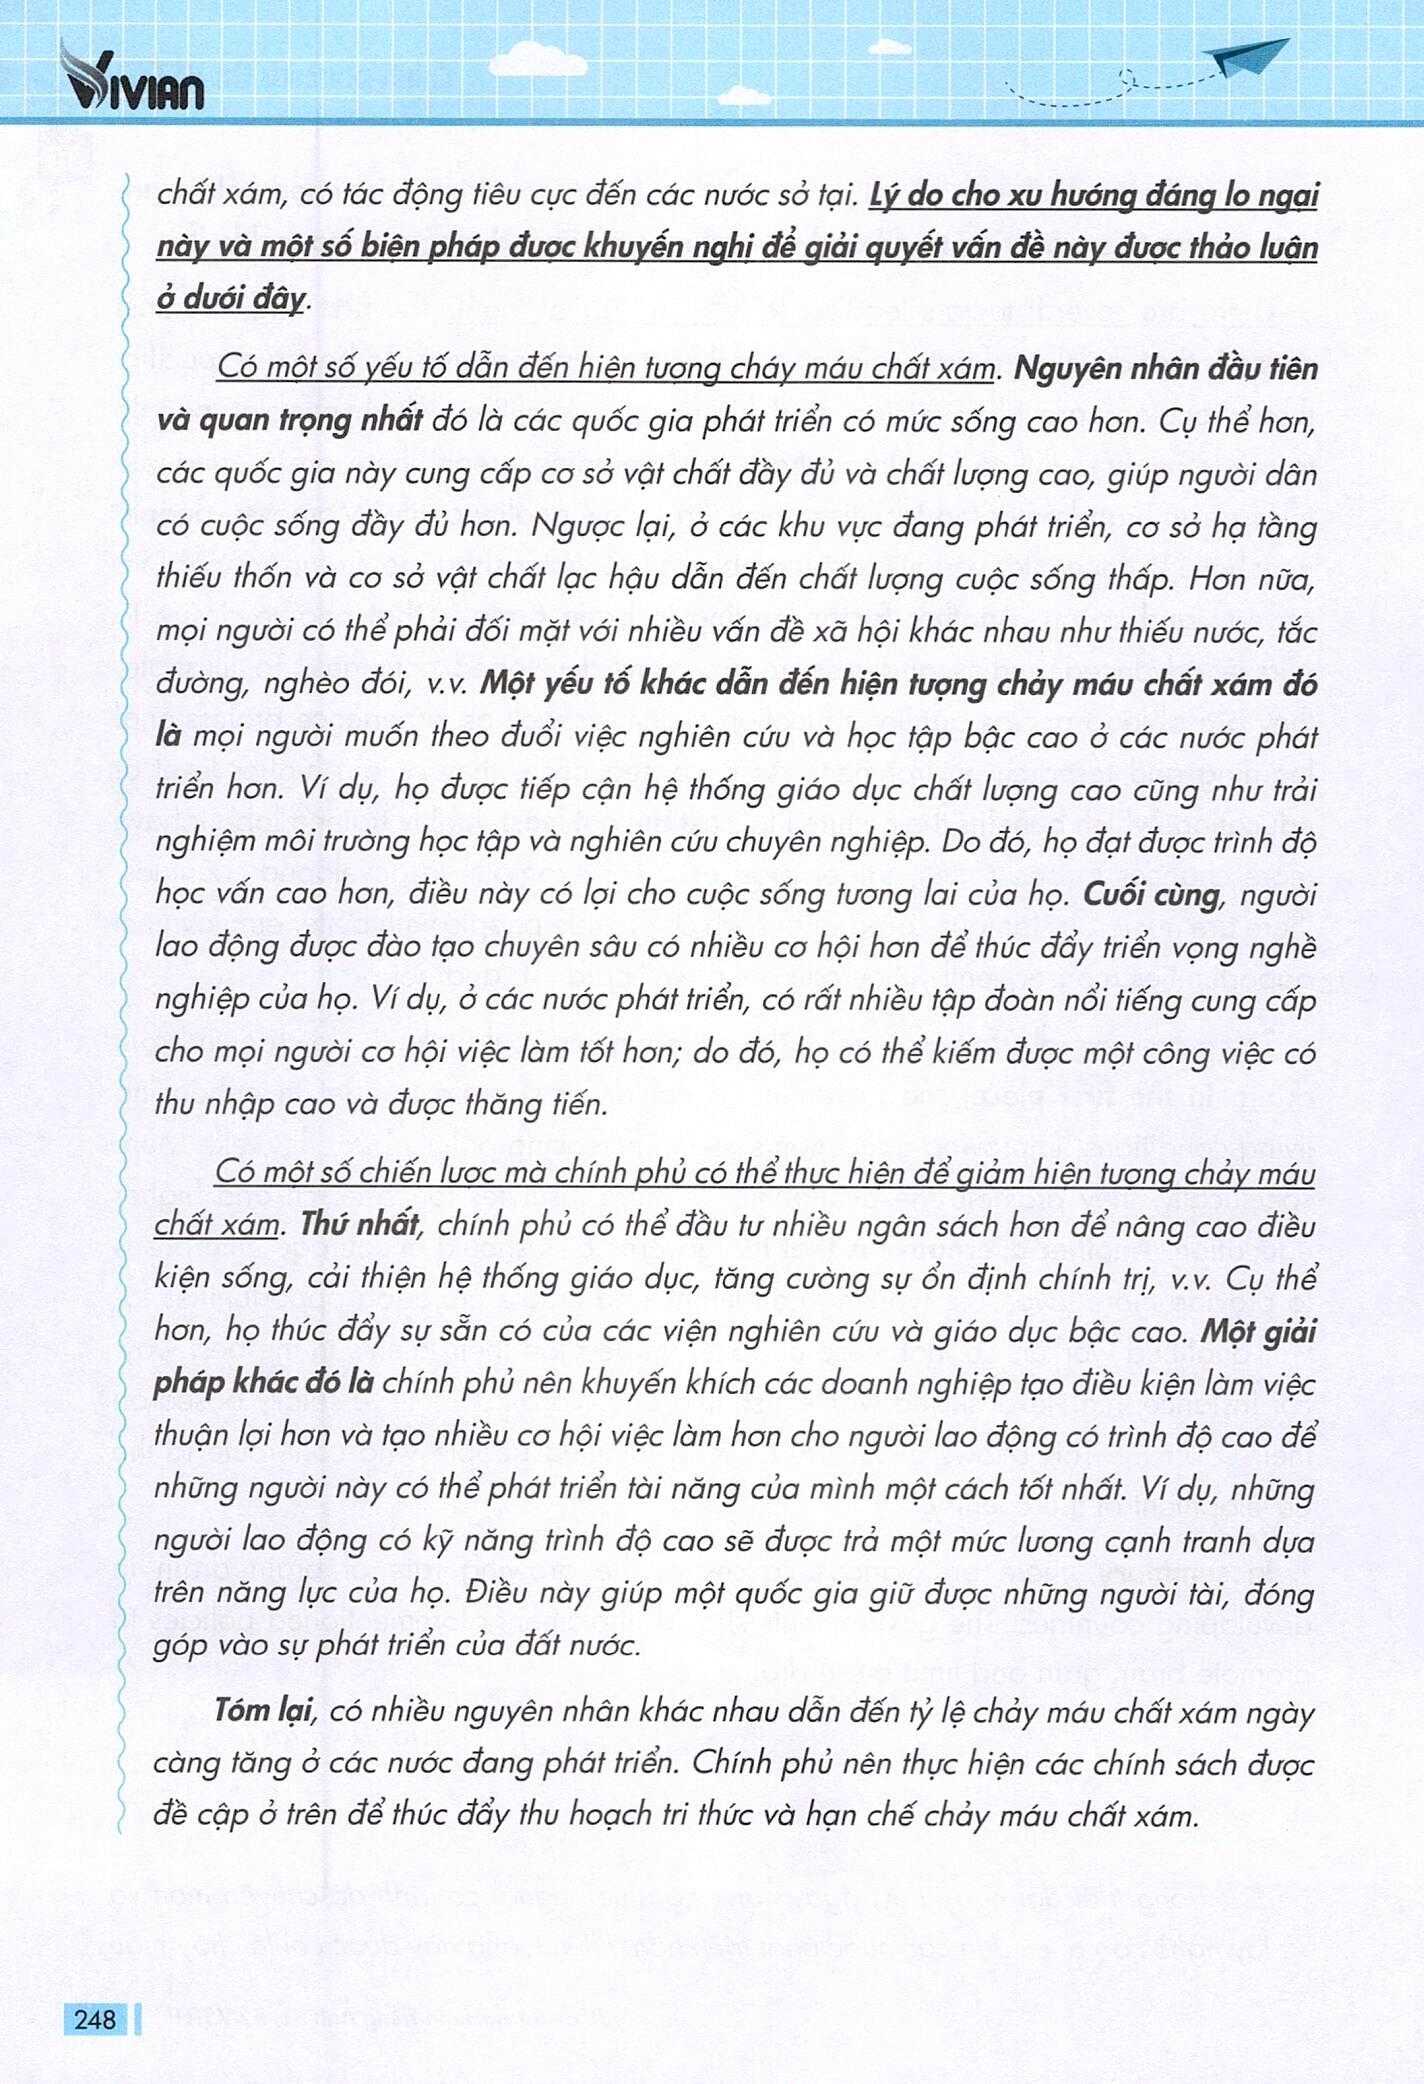 VIVIAN
chất xám, có tác động tiêu cực đến các nước sở tại. Lý do cho xu hướng đáng lo ngại
này và một số biện pháp được khuyến nghị để giải quyết vấn đề này được thảo luận
ở dưới đây.
Có một số yếu tố dẫn đến hiện tượng cháy máu chất xám. Nguyên nhân đầu tiên
và quan trọng nhất đó là các quốc gia phát triển có mức sống cao hơn. Cụ thể hơn,
các quốc gia này cung cấp cơ sở vật chất đầy đủ và chất lượng cao, giúp người dân
có cuộc sống đầy đủ hơn. Ngược lại, ở các khu vực đang phát triển, cơ sở hạ tầng
thiếu thốn và cơ sở vật chất lạc hậu dẫn đến chất lượng cuộc sống thấp. Hơn nữa,
mọi người có thể phải đối mặt với nhiều vấn đề xã hội khác nhau như thiếu nước, tắc
đường, nghèo đói, v.v. Một yếu tố khác dẫn đến hiện tượng chảy máu chất xám đó
là mọi người muốn theo đuổi việc nghiên cứu và học tập bậc cao ở các nước phát
triển hơn. Ví dụ, họ được tiếp cận hệ thống giáo dục chất lượng cao cũng như trải
nghiệm môi trường học tập và nghiên cứu chuyên nghiệp. Do đó, họ đạt được trình độ
học vấn cao hơn, điều này có lợi cho cuộc sống tương lai của họ. Cuối cùng, người
lao động được đào tạo chuyên sâu có nhiều cơ hội hơn để thúc đẩy triển vọng nghề
nghiệp của họ. Ví dụ, ở các nước phát triển, có rất nhiều tập đoàn nổi tiếng cung cấp
cho mọi người cơ hội việc làm tốt hơn; do đó, họ có thể kiếm được một công việc có
thu nhập cao và được thăng tiến.
Có một số chiến lược mà chính phủ có thể thực hiện để giảm hiện tượng chảy máu
chất xám. Thứ nhất, chính phủ có thể đầu tư nhiều ngân sách hơn để nâng cao điều
kiện sống, cải thiện hệ thống giáo dục, tăng cường sự ổn định chính trị, v.v. Cụ thể
hơn, họ thúc đẩy sự sẵn có của các viện nghiên cứu và giáo dục bậc cao. Một giải
pháp khác đó là chính phủ nên khuyến khích các doanh nghiệp tạo điều kiện làm việc
thuận lợi hơn và tạo nhiều cơ hội việc làm hơn cho người lao động có trình độ cao để
những người này có thể phát triển tài năng của mình một cách tốt nhất. Ví dụ, những
người lao động có kỹ năng trình độ cao sẽ được trả một mức lương cạnh tranh dựa
trên năng lực của họ. Điều này giúp một quốc gia giữ được những người tài, đóng
góp vào sự phát triển của đất nước.
Tóm lại, có nhiều nguyên nhân khác nhau dẫn đến tỷ lệ chảy máu chất xám ngày
càng tăng ở các nước đang phát triển. Chính phủ nên thực hiện các chính sách được
đề cập ở trên để thúc đẩy thu hoạch tri thức và hạn chế chảy máu chất xám.
248